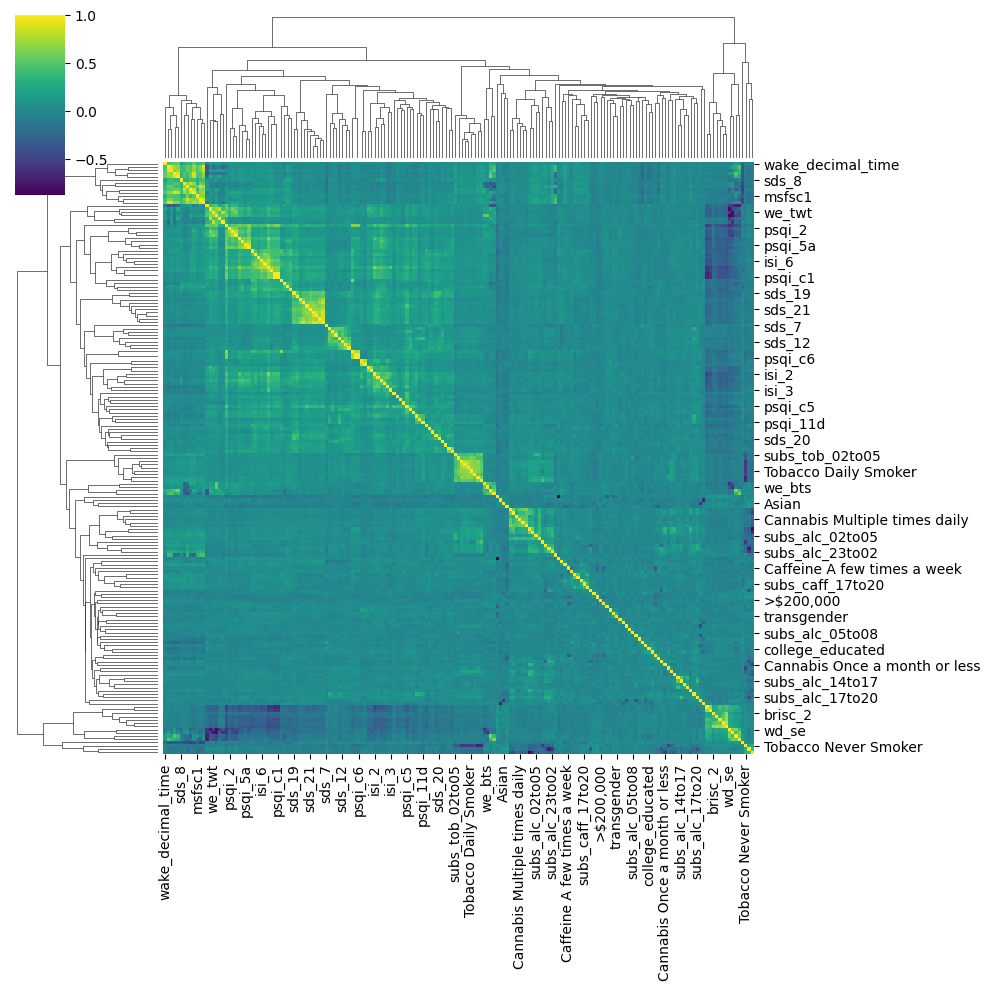 1.0
0.5
0.0
−0.5
wake_decimal_time
sds_8
msfsc1
we_twt
psqi_2
psqi_5a
isi_6
psqi_c1
sds_19
sds_21
sds_7
sds_12
psqi_c6
isi_2
isi_3
psqi_c5
psqi_11d
sds_20
subs_tob_02to05
Tobacco Daily Smoker
we_bts
Asian
Cannabis Multiple times daily
subs_alc_02to05
subs_alc_23to02
Caffeine A few times a week
subs_caff_17to20
>$200,000
transgender
subs_alc_05to08
college_educated
Cannabis Once a month or less
subs_alc_14to17
subs_alc_17to20
brisc_2
wd_se
Tobacco Never Smoker
wake_decimal_time
sds_8
msfsc1
we_twt
psqi_2
psqi_5a
isi_6
psqi_c1
sds_19
sds_21
sds_7
sds_12
psqi_c6
isi_2
isi_3
psqi_c5
psqi_11d
sds_20
subs_tob_02to05
Tobacco Daily Smoker
we_bts
Asian
Cannabis Multiple times daily
subs_alc_02to05
subs_alc_23to02
Caffeine A few times a week
subs_caff_17to20
>$200,000
transgender
subs_alc_05to08
college_educated
Cannabis Once a month or less
subs_alc_14to17
subs_alc_17to20
brisc_2
wd_se
Tobacco Never Smoker